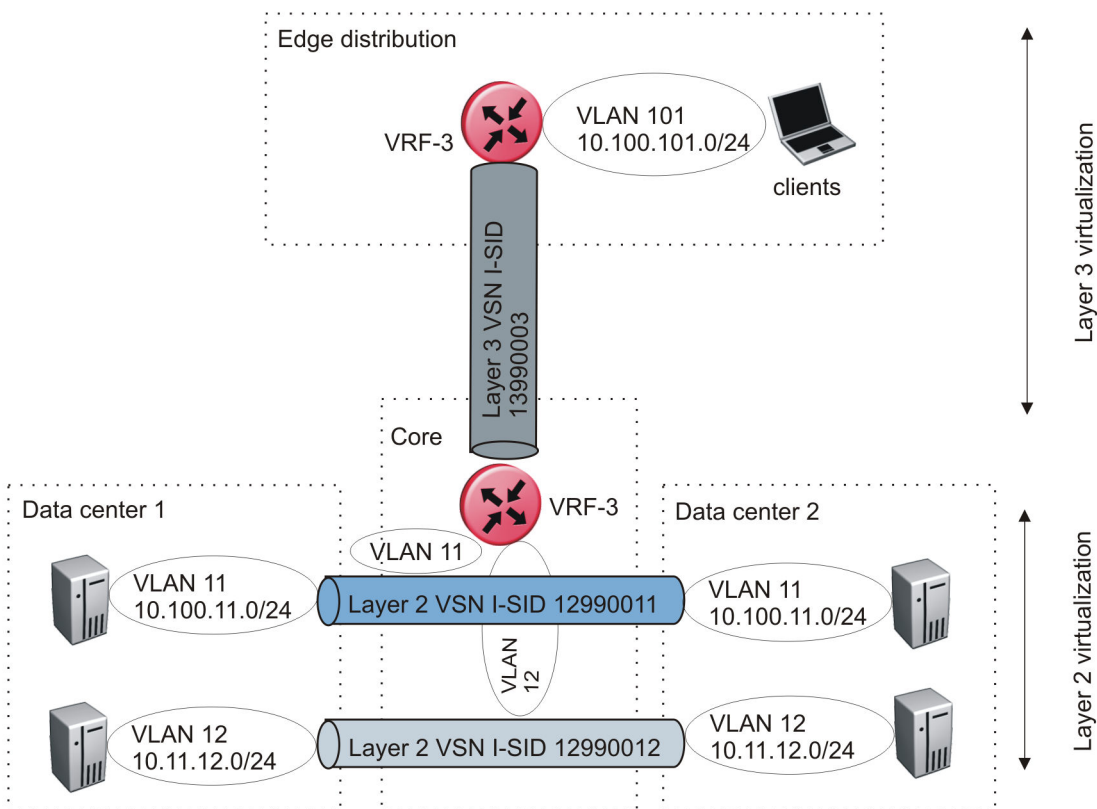 Edge distribution
VRF-3
VLAN 101
10.100.101.0/24
clients
Layer 3 virtualization
Layer 3 VSN I-SID
13990003
Core
VRF-3
Data center 1
Data center 2
VLAN 11
VLAN 11
10.100.11.0/24
Layer 2 VSN I-SID 12990011
VLAN 11
10.100.11.0/24
VLAN
12
VLAN 12
10.11.12.0/24
Layer 2 VSN I-SID 12990012
VLAN 12
10.11.12.0/24
Layer 2 virtualization